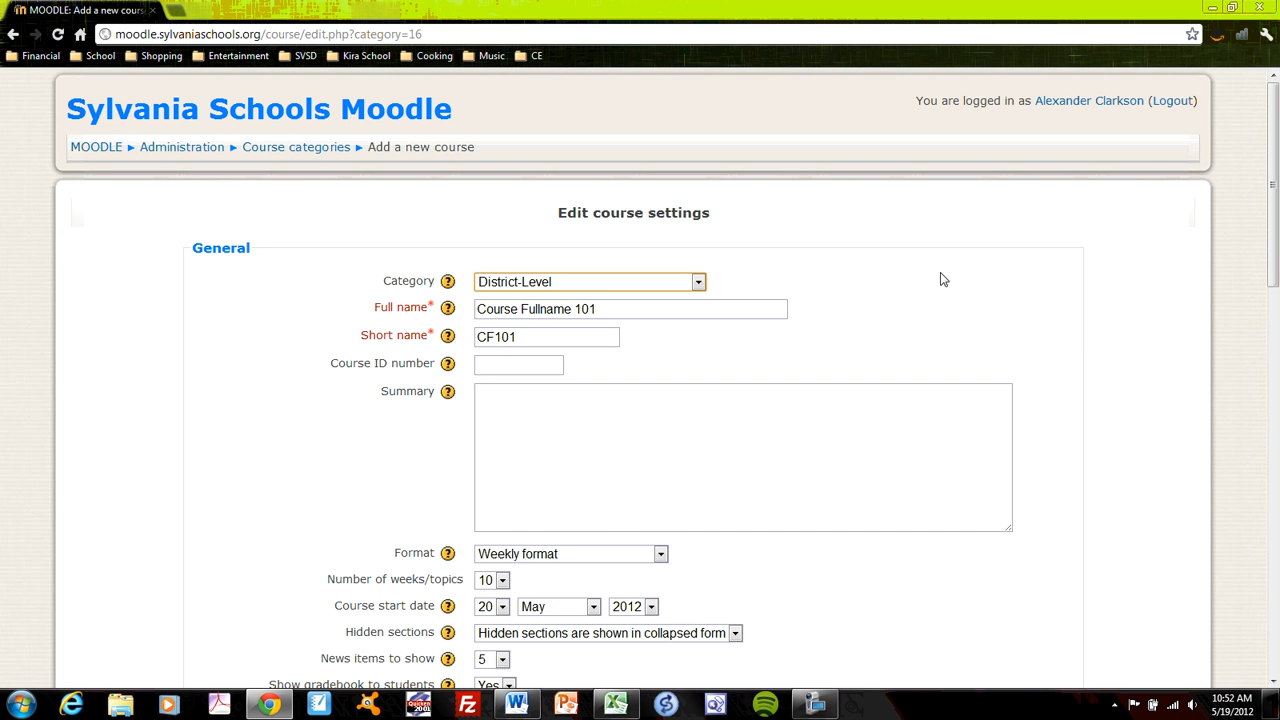 MOODLE: Add a new cours
moodle.sylvaniaschools.org/course/edit.php?category=16
Financial School Shopping Entertainment SVSD Kira School Cooking Music CE
Sylvania Schools Moodle
You are logged in as Alexander Clarkson (Logout)
MOODLE ► Administration ► Course categories ► Add a new course
Edit course settings
General
Category ? District-Level
Full name* ? Course Fullname 101
Short name* ? CF101
Course ID number ?
Summary ?
Format ? Weekly format
Number of weeks/topics 10
Course start date ? 20 May 2012
Hidden sections ? Hidden sections are shown in collapsed form
News items to show ? 5
Show gradebook to students ? Yes
10:52 AM
5/19/2012